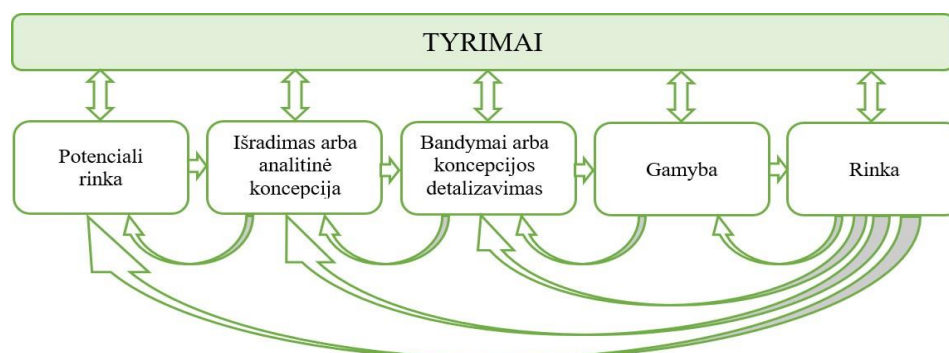 TYRIMAI
Potenciali
rinka
Išradimas arba
analitinė
koncepcija
Bandymai arba
koncepcijos
detalizavimas
Gamyba
Rinka